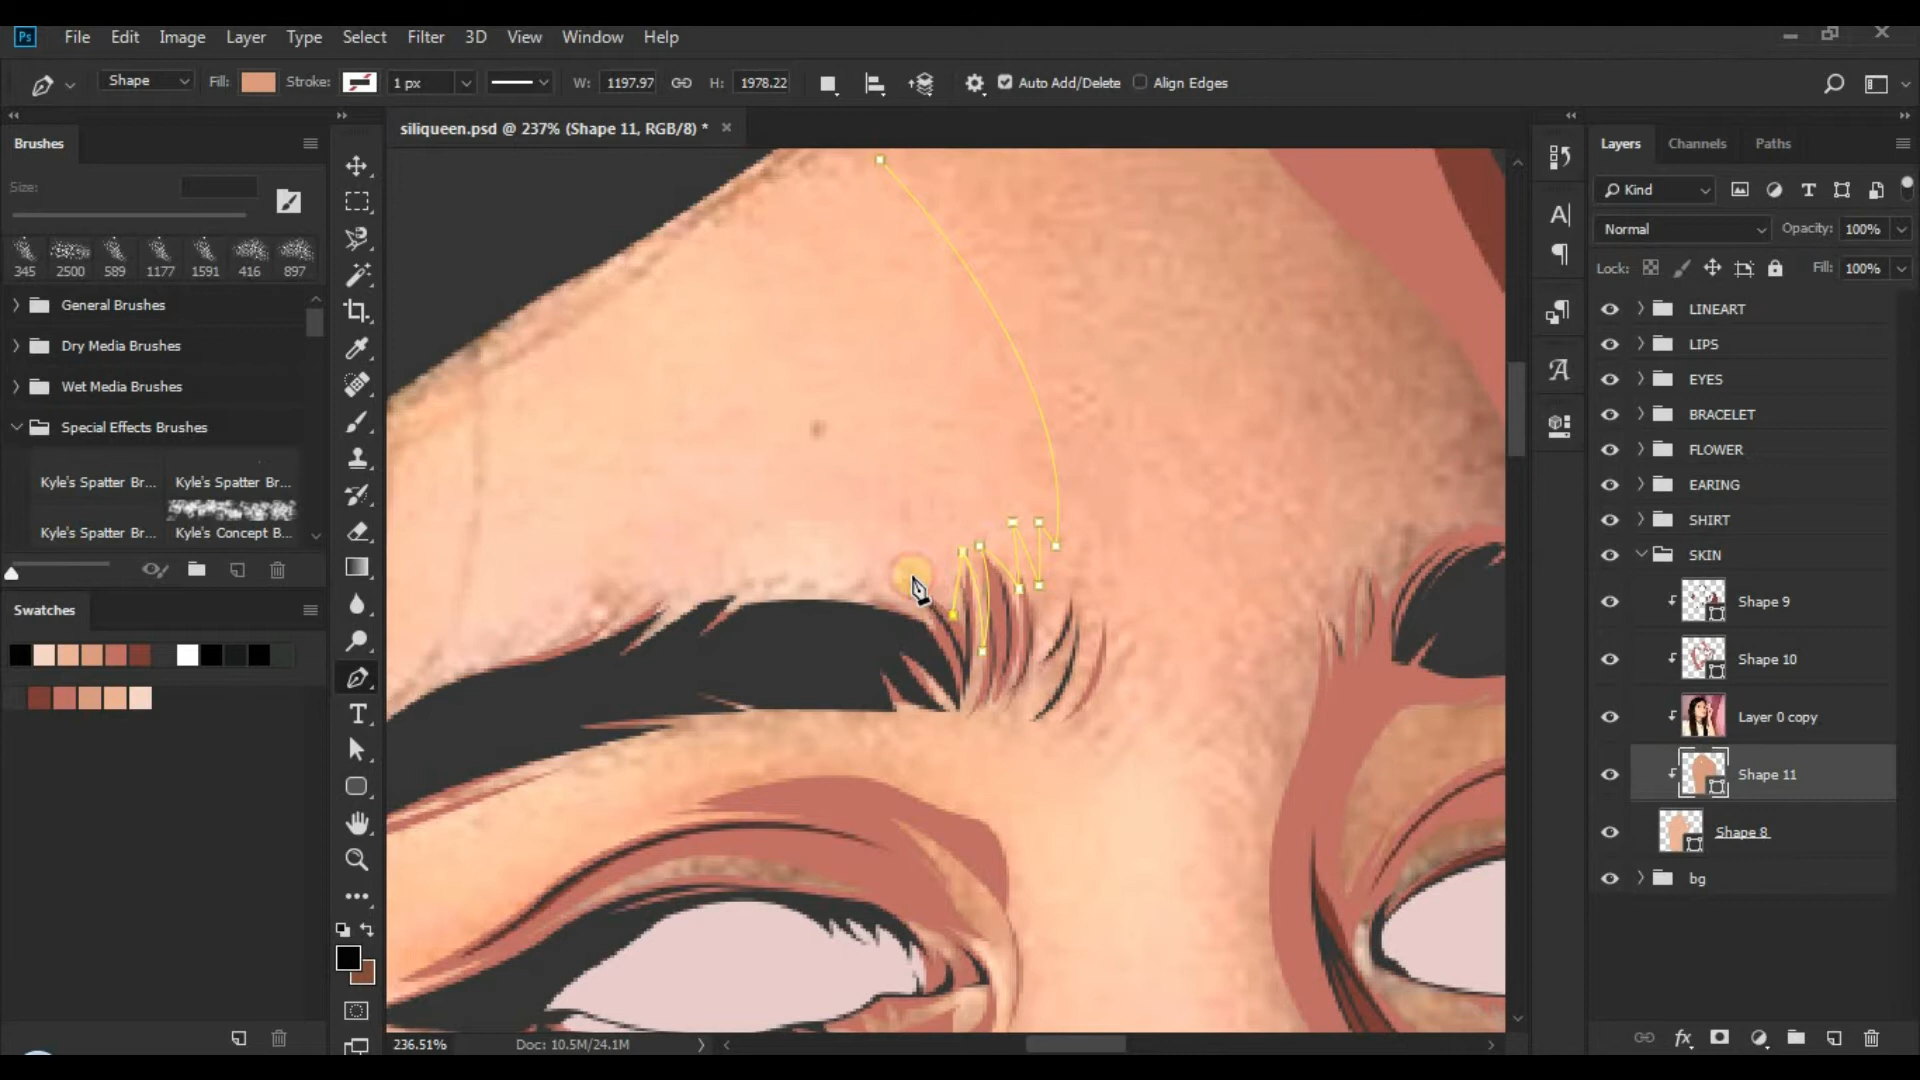 Ps File Edit Image Layer Type Select Filter 3D View Window Help
Shape Fill: Stroke: 1 px W: 1197.97 H: 1978.22 Auto Add/Delete Align Edges
siliqueen.psd @ 237% (Shape 11, RGB/8) *
Brushes
Size:
345 2500 589 1177 1591 416 897
General Brushes
Dry Media Brushes
Wet Media Brushes
Special Effects Brushes
Kyle's Spatter Br... Kyle's Spatter Br...
Kyle's Spatter Br... Kyle's Concept B...
Swatches
236.51% Doc: 10.5M/24.1M
Layers Channels Paths
Kind
Normal Opacity: 100%
Lock: Fill: 100%
LINEART
LIPS
EYES
BRACELET
FLOWER
EARING
SHIRT
SKIN
Shape 9
Shape 10
Layer 0 copy
Shape 11
Shape 8
bg
fx